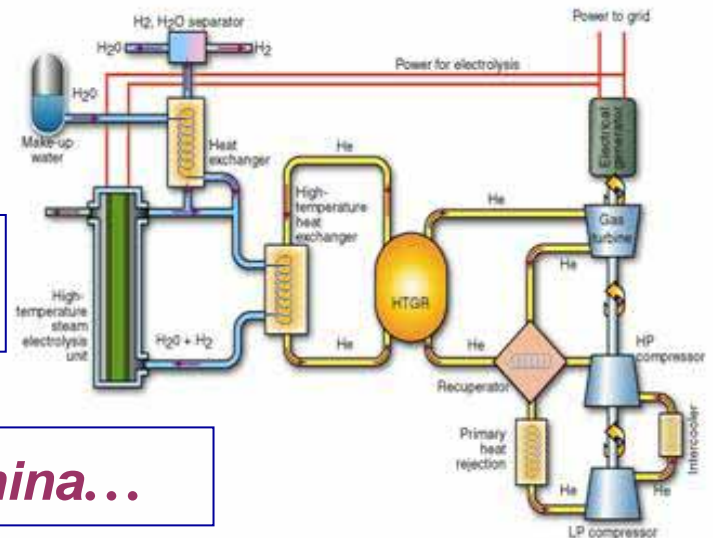 H2, H2O separator
Power to grid
H2O
H2
Power for electrolysis
H2O
Make-up
water
Heat
exchanger
Electrical
generator
He
High-
temperature
heat
exchanger
He
Gas
turbine
He
HTGR
High-
temperature
steam
electrolysis
unit
H2O + H2
He
He
HP
compressor
Recuperator
Primary
heat
rejection
Intercooler
He
He
LP compressor
ina...